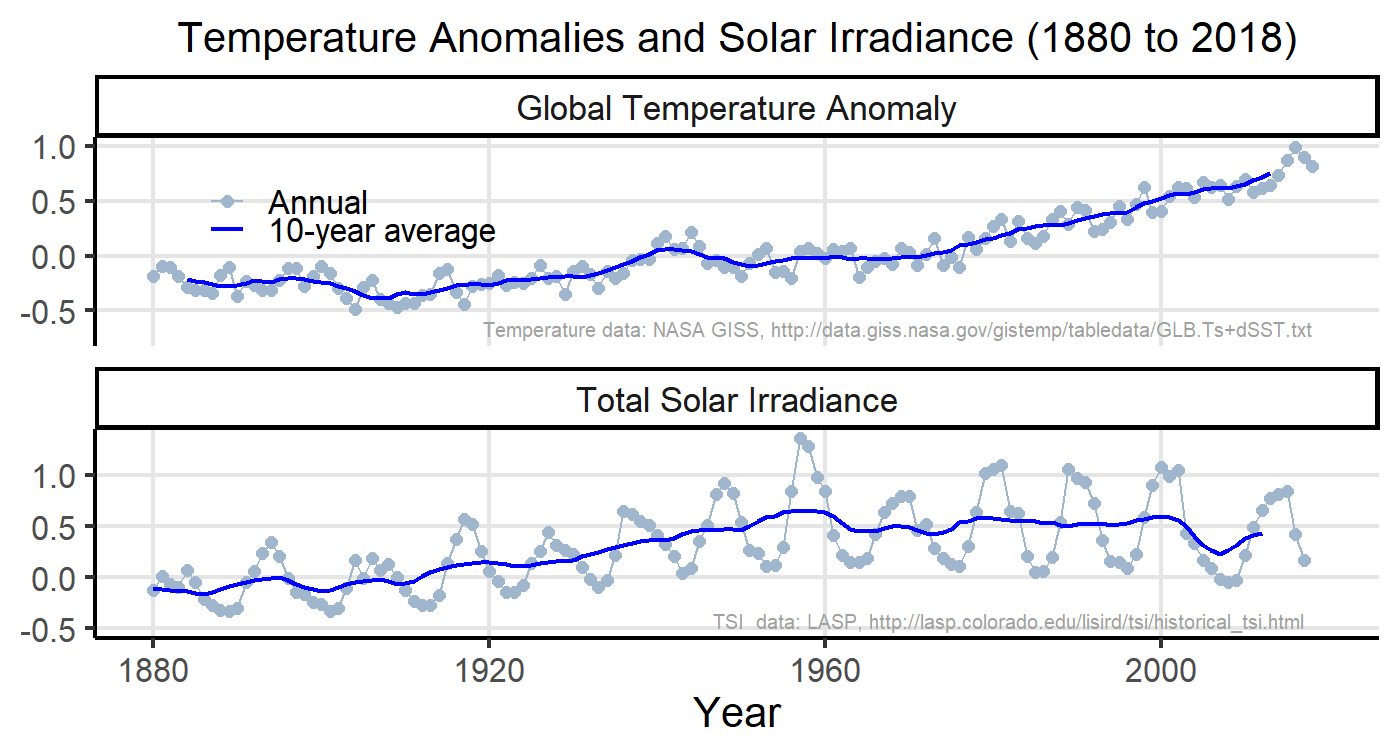 Temperature Anomalies and Solar Irradiance (1880 to 2018)
Global Temperature Anomaly
1.0
0.5
0.0
-0.5
Annual
10-year average
Temperature data: NASA GISS, http://data.giss.nasa.gov/gistemp/tabledata/GLB.Ts+dSST.txt
Total Solar Irradiance
1.0
0.5
0.0
-0.5
TSI  data: LASP, http://lasp.colorado.edu/lisird/tsi/historical_tsi.html
1880 1920 1960 2000
Year